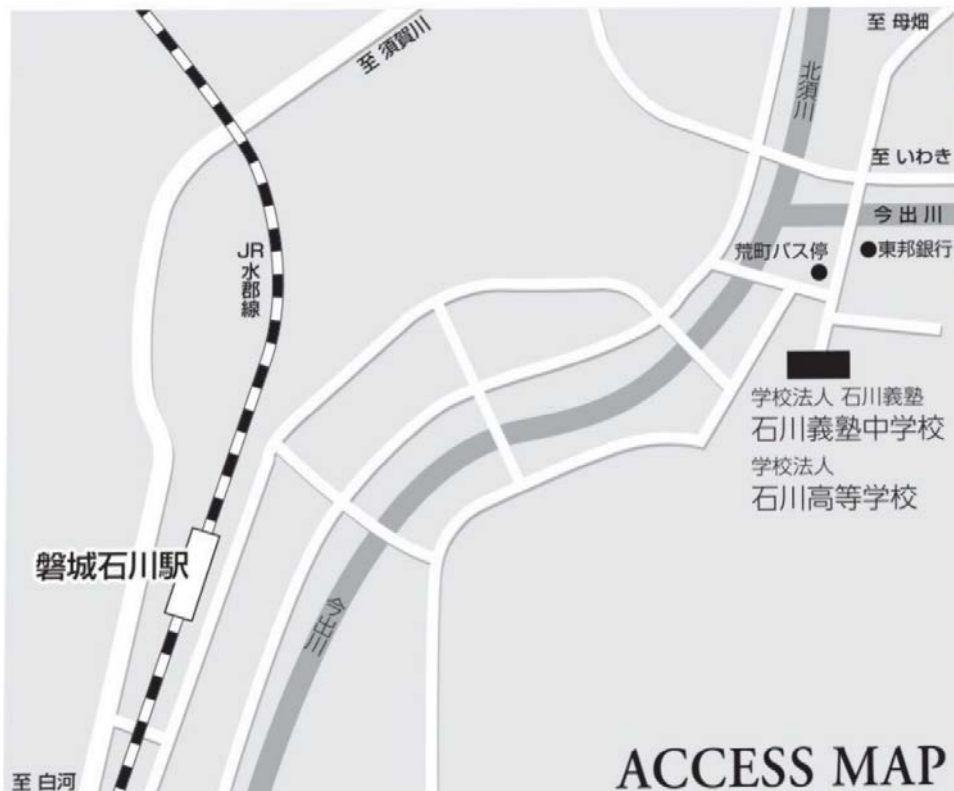 至 母畑
至 須賀川
北須川
至 いわき
今出川
JR水郡線
荒町バス停
東邦銀行
学校法人 石川義塾
石川義塾中学校
学校法人
石川高等学校
磐城石川駅
今出川
ACCESS MAP
至 白河